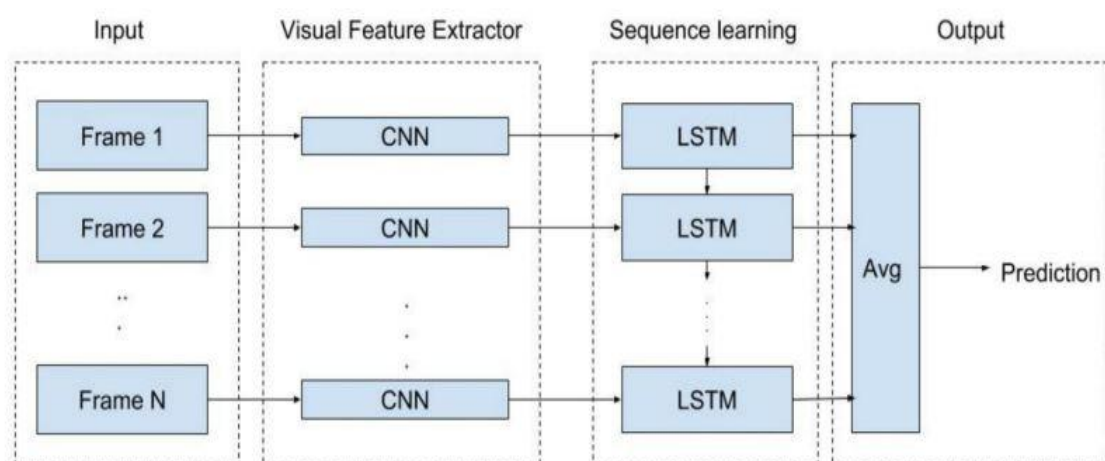 Input Visual Feature Extractor Sequence learning Output
Frame 1 CNN LSTM
Frame 2 CNN LSTM
Avg Prediction
Frame N CNN LSTM